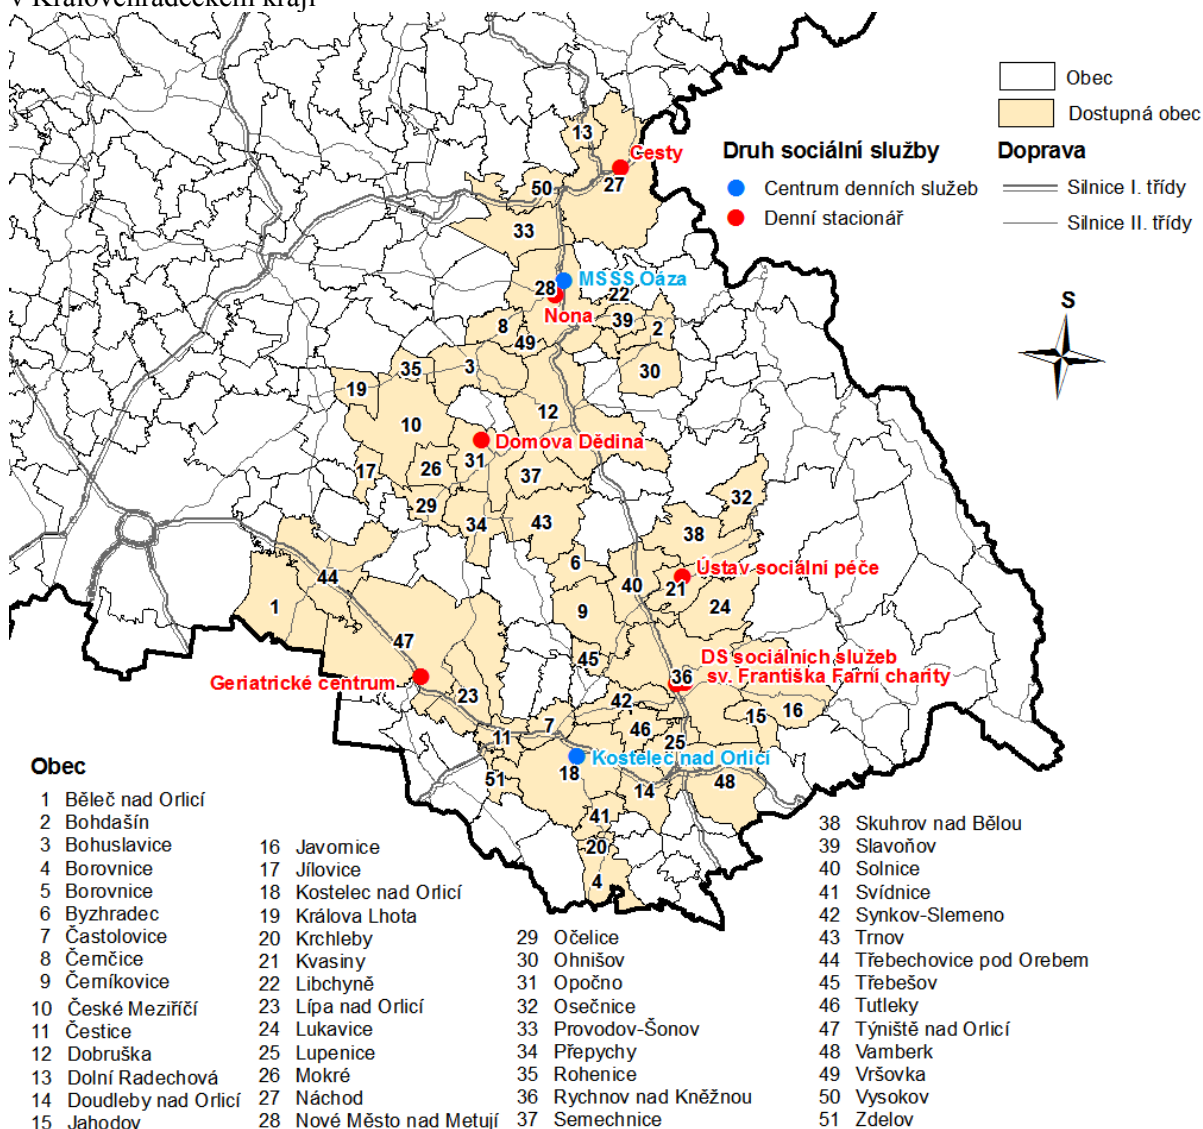 v Královéhradeckém kraji
Obec
Dostupná obec
Druh sociální služby
Doprava
Centrum denních služeb
Silnice I. třídy
Denní stacionář
Silnice II. třídy
S
13
Cesty
27
50
33
28
MSSS Oáza
22
Nona
8
39
2
49
35
3
30
19
12
10
Domova Dědina
31
17
26
37
29
32
34
43
38
6
Ústav sociální péče
44
40
21
1
9
24
47
45
DS sociálních služeb
sv. Františka Farní charity
36
Geriatrické centrum
23
42
16
15
7
46
11
25
Kostelec nad Orlicí
18
51
48
14
41
20
4
Obec
1 Běleč nad Orlicí
2 Bohdašín
3 Bohuslavice
4 Borovnice
5 Borovnice
6 Byzhradec
7 Častolovice
8 Černčice
9 Černíkovice
10 České Meziříčí
11 Čestice
12 Dobruška
13 Dolní Radechová
14 Doudleby nad Orlicí
15 Jahodov
16 Javornice
17 Jílovice
18 Kostelec nad Orlicí
19 Králova Lhota
20 Krchleby
21 Kvasiny
22 Libchyně
23 Lípa nad Orlicí
24 Lukavice
25 Lupenice
26 Mokré
27 Náchod
28 Nové Město nad Metují
29 Očelice
30 Ohnišov
31 Opočno
32 Osečnice
33 Provodov-Šonov
34 Přepychy
35 Rohenice
36 Rychnov nad Kněžnou
37 Semechnice
38 Skuhrov nad Bělou
39 Slavoňov
40 Solnice
41 Svídnice
42 Synkov-Slemeno
43 Trnov
44 Třebechovice pod Orebem
45 Třebešov
46 Tutleky
47 Týniště nad Orlicí
48 Vamberk
49 Vršovka
50 Vysokov
51 Zdelov